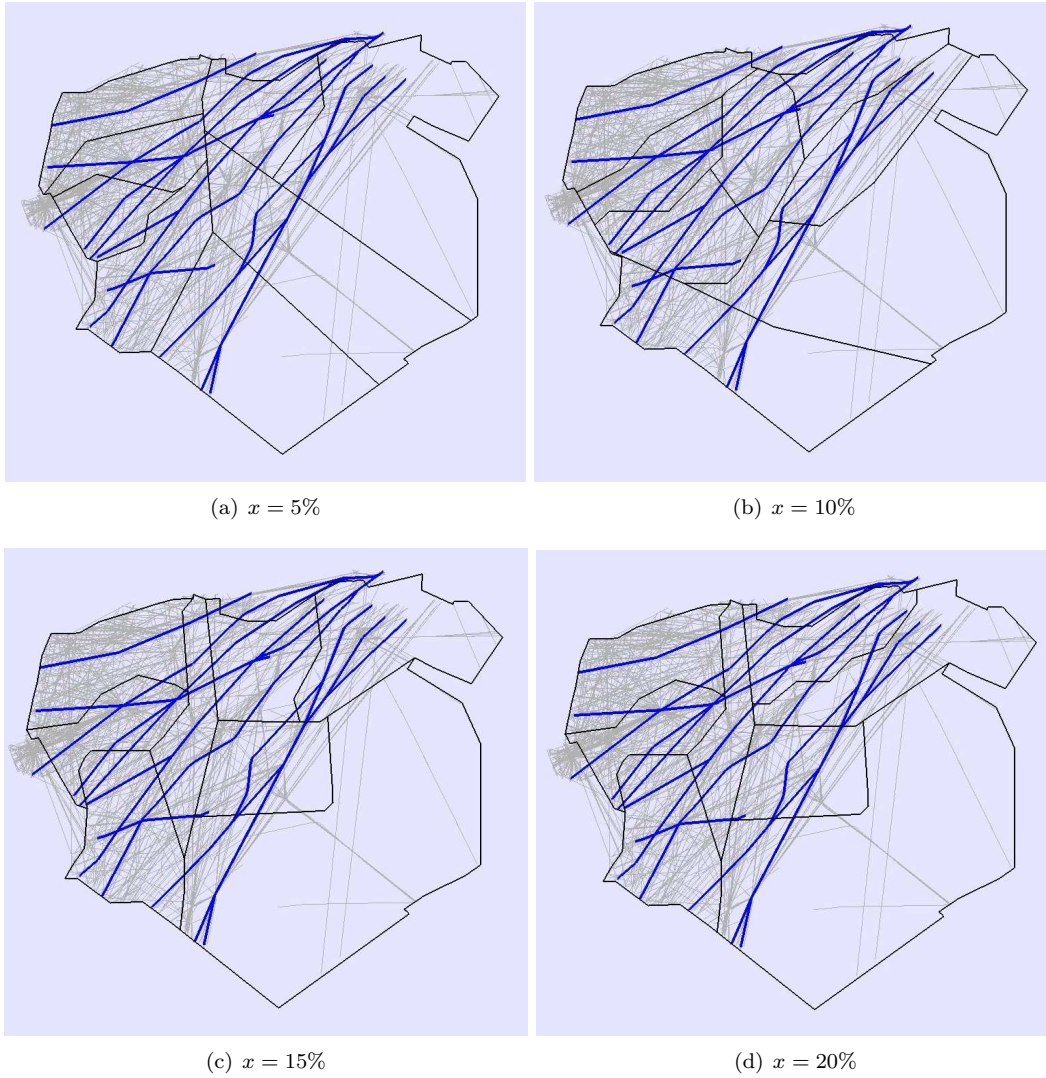 (a) x = 5%
(b) x = 10%
(c) x = 15%
(d) x = 20%